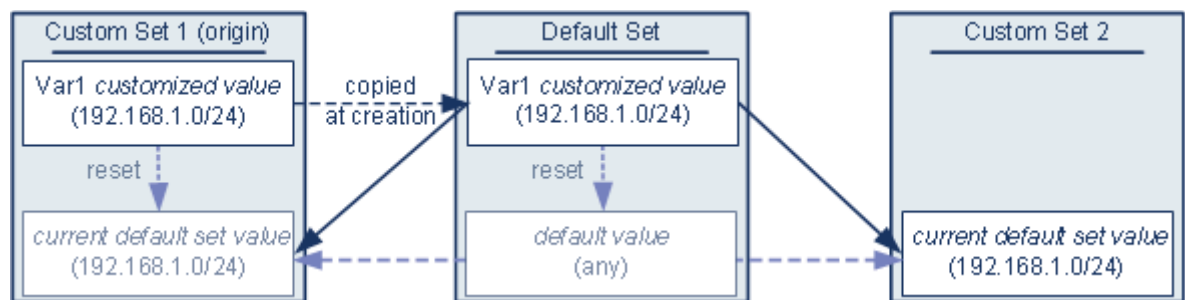 Custom Set 1 (origin)
Var1 customized value
(192.168.1.0/24)
reset
current default set value
(192.168.1.0/24)
copied
at creation
Default Set
Var1 customized value
(192.168.1.0/24)
reset
default value
(any)
Custom Set 2
current default set value
(192.168.1.0/24)